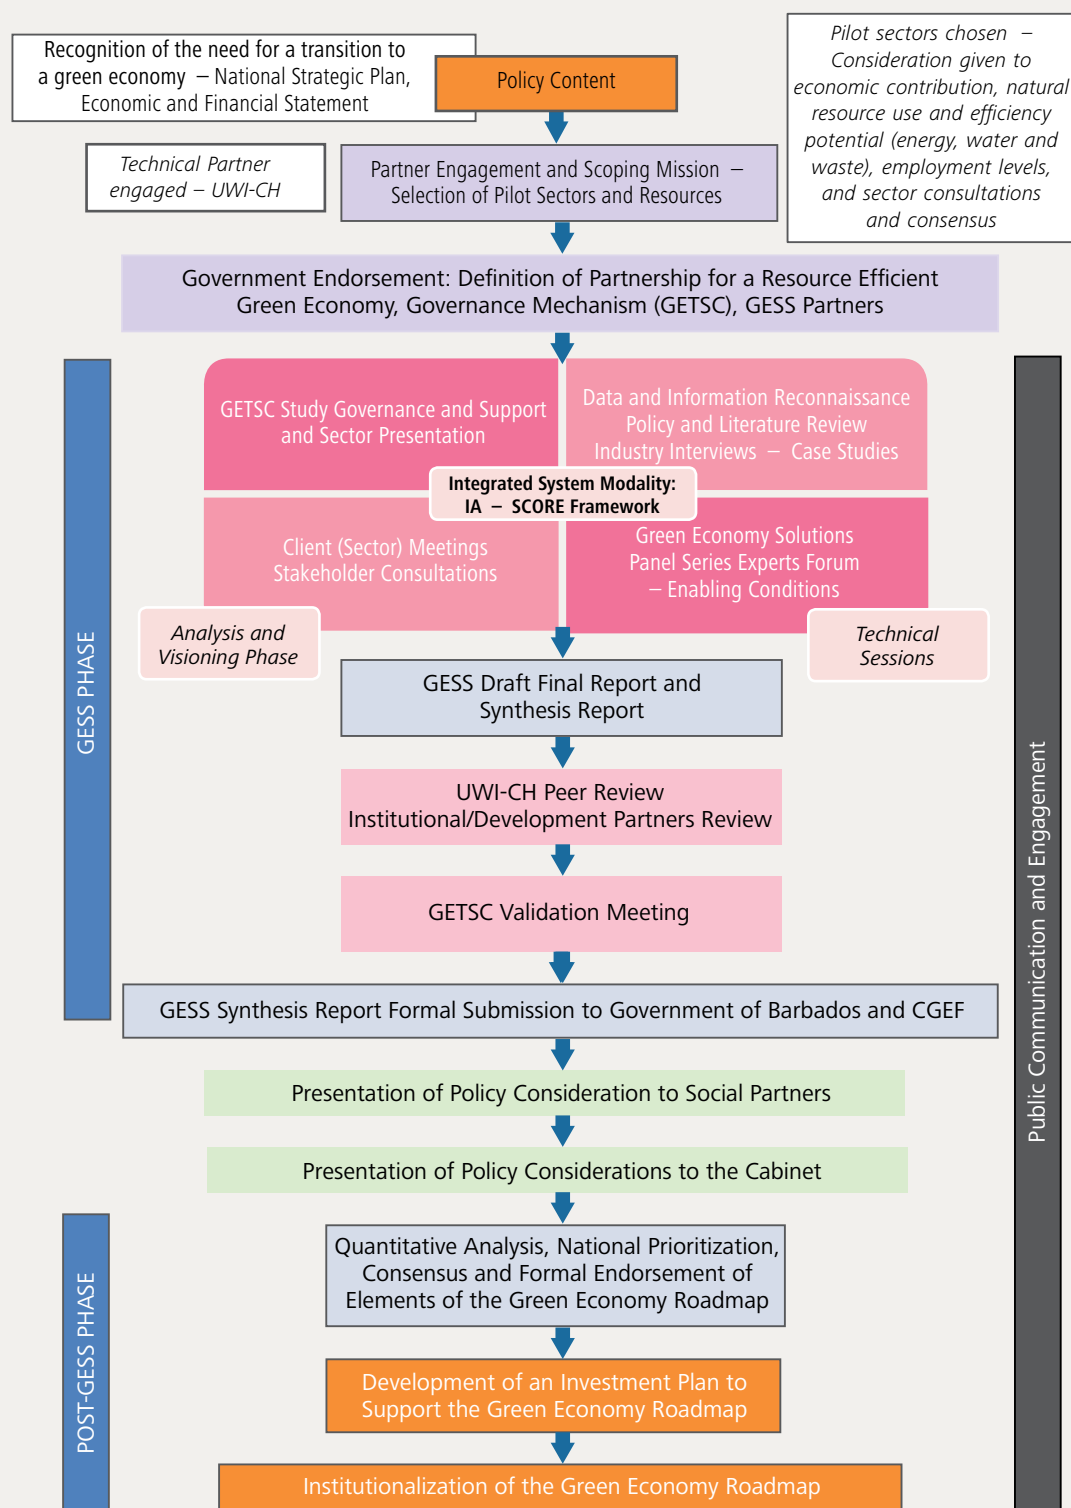 Recognition of the need for a transition to
a green economy – National Strategic Plan,
Economic and Financial Statement
Policy Content
Pilot sectors chosen –
Consideration given to
economic contribution, natural
resource use and efficiency
potential (energy, water and
waste), employment levels,
and sector consultations
and consensus
Technical Partner
engaged – UWI-CH
Partner Engagement and Scoping Mission –
Selection of Pilot Sectors and Resources
Government Endorsement: Definition of Partnership for a Resource Efficient
Green Economy, Governance Mechanism (GETSC), GESS Partners
GESS PHASE
GETSC Study Governance and Support
and Sector Presentation
Data and Information Reconnaissance
Policy and Literature Review
Industry Interviews – Case Studies
Integrated System Modality:
IA – SCORE Framework
Client (Sector) Meetings
Stakeholder Consultations
Green Economy Solutions
Panel Series Experts Forum
– Enabling Conditions
Analysis and
Visioning Phase
Technical
Sessions
GESS Draft Final Report and
Synthesis Report
UWI-CH Peer Review
Institutional/Development Partners Review
GETSC Validation Meeting
GESS Synthesis Report Formal Submission to Government of Barbados and CGEF
Public Communication and Engagement
Presentation of Policy Consideration to Social Partners
Presentation of Policy Considerations to the Cabinet
POST-GESS PHASE
Quantitative Analysis, National Prioritization,
Consensus and Formal Endorsement of
Elements of the Green Economy Roadmap
Development of an Investment Plan to
Support the Green Economy Roadmap
Institutionalization of the Green Economy Roadmap